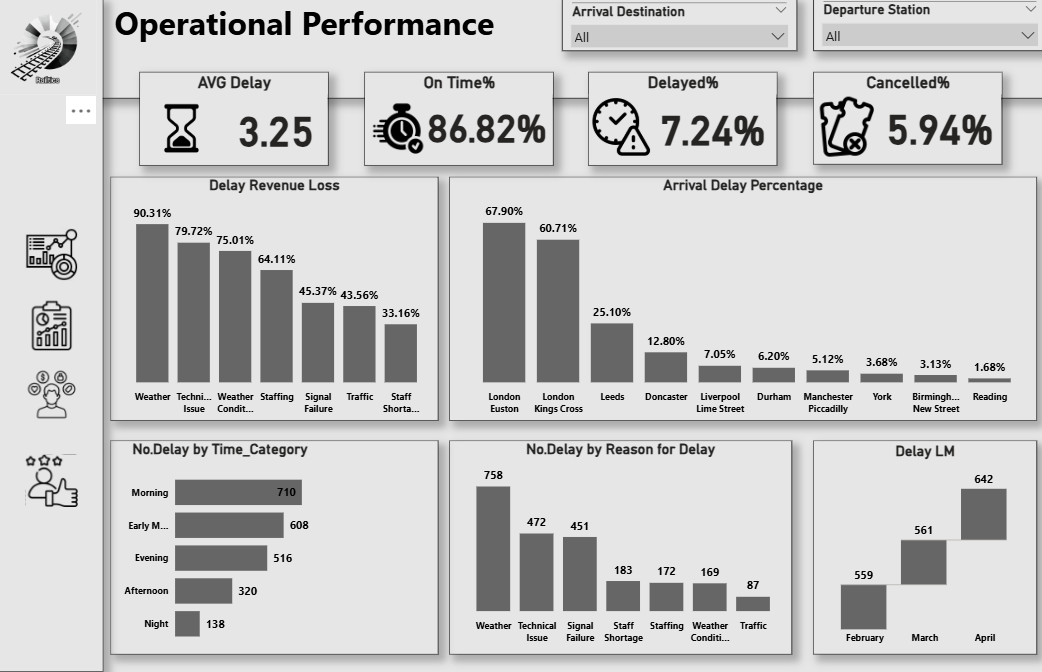 Operational Performance
Arrival Destination
All
Departure Station
All
AVG Delay
3.25
On Time%
86.82%
Delayed%
7.24%
Cancelled%
5.94%
Delay Revenue Loss
90.31%
79.72%
75.01%
64.11%
45.37%
43.56%
33.16%
Weather
Techni...
Issue
Weather
Condit...
Staffing
Signal
Failure
Traffic
Staff
Shorta...
Arrival Delay Percentage
67.90%
60.71%
25.10%
12.80%
7.05%
6.20%
5.12%
3.68%
3.13%
1.68%
London
Euston
London
Kings Cross
Leeds
Doncaster
Liverpool
Lime Street
Durham
Manchester
Piccadilly
York
Birmingh...
New Street
Reading
No.Delay by Time_Category
Morning 710
Early M... 608
Evening 516
Afternoon 320
Night 138
No.Delay by Reason for Delay
758
472
451
183
172
169
87
Weather
Technical
Issue
Signal
Failure
Staff
Shortage
Staffing
Weather
Conditi...
Traffic
Delay LM
559
561
642
February
March
April